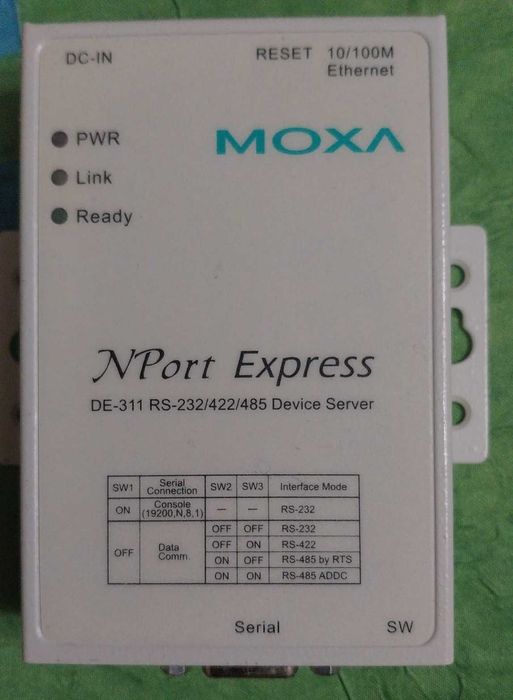 DC-IN RESET 10/100M
Ethernet
PWR MOXA
Link
Ready
NPort Express
DE-311 RS-232/422/485 Device Server
SW1 Serial Connection SW2 SW3 Interface Mode
ON Console (19200,N,8,1) — — RS-232
OFF Data Comm. OFF OFF RS-232
OFF ON RS-422
ON OFF RS-485 by RTS
ON ON RS-485 ADDC
Serial SW